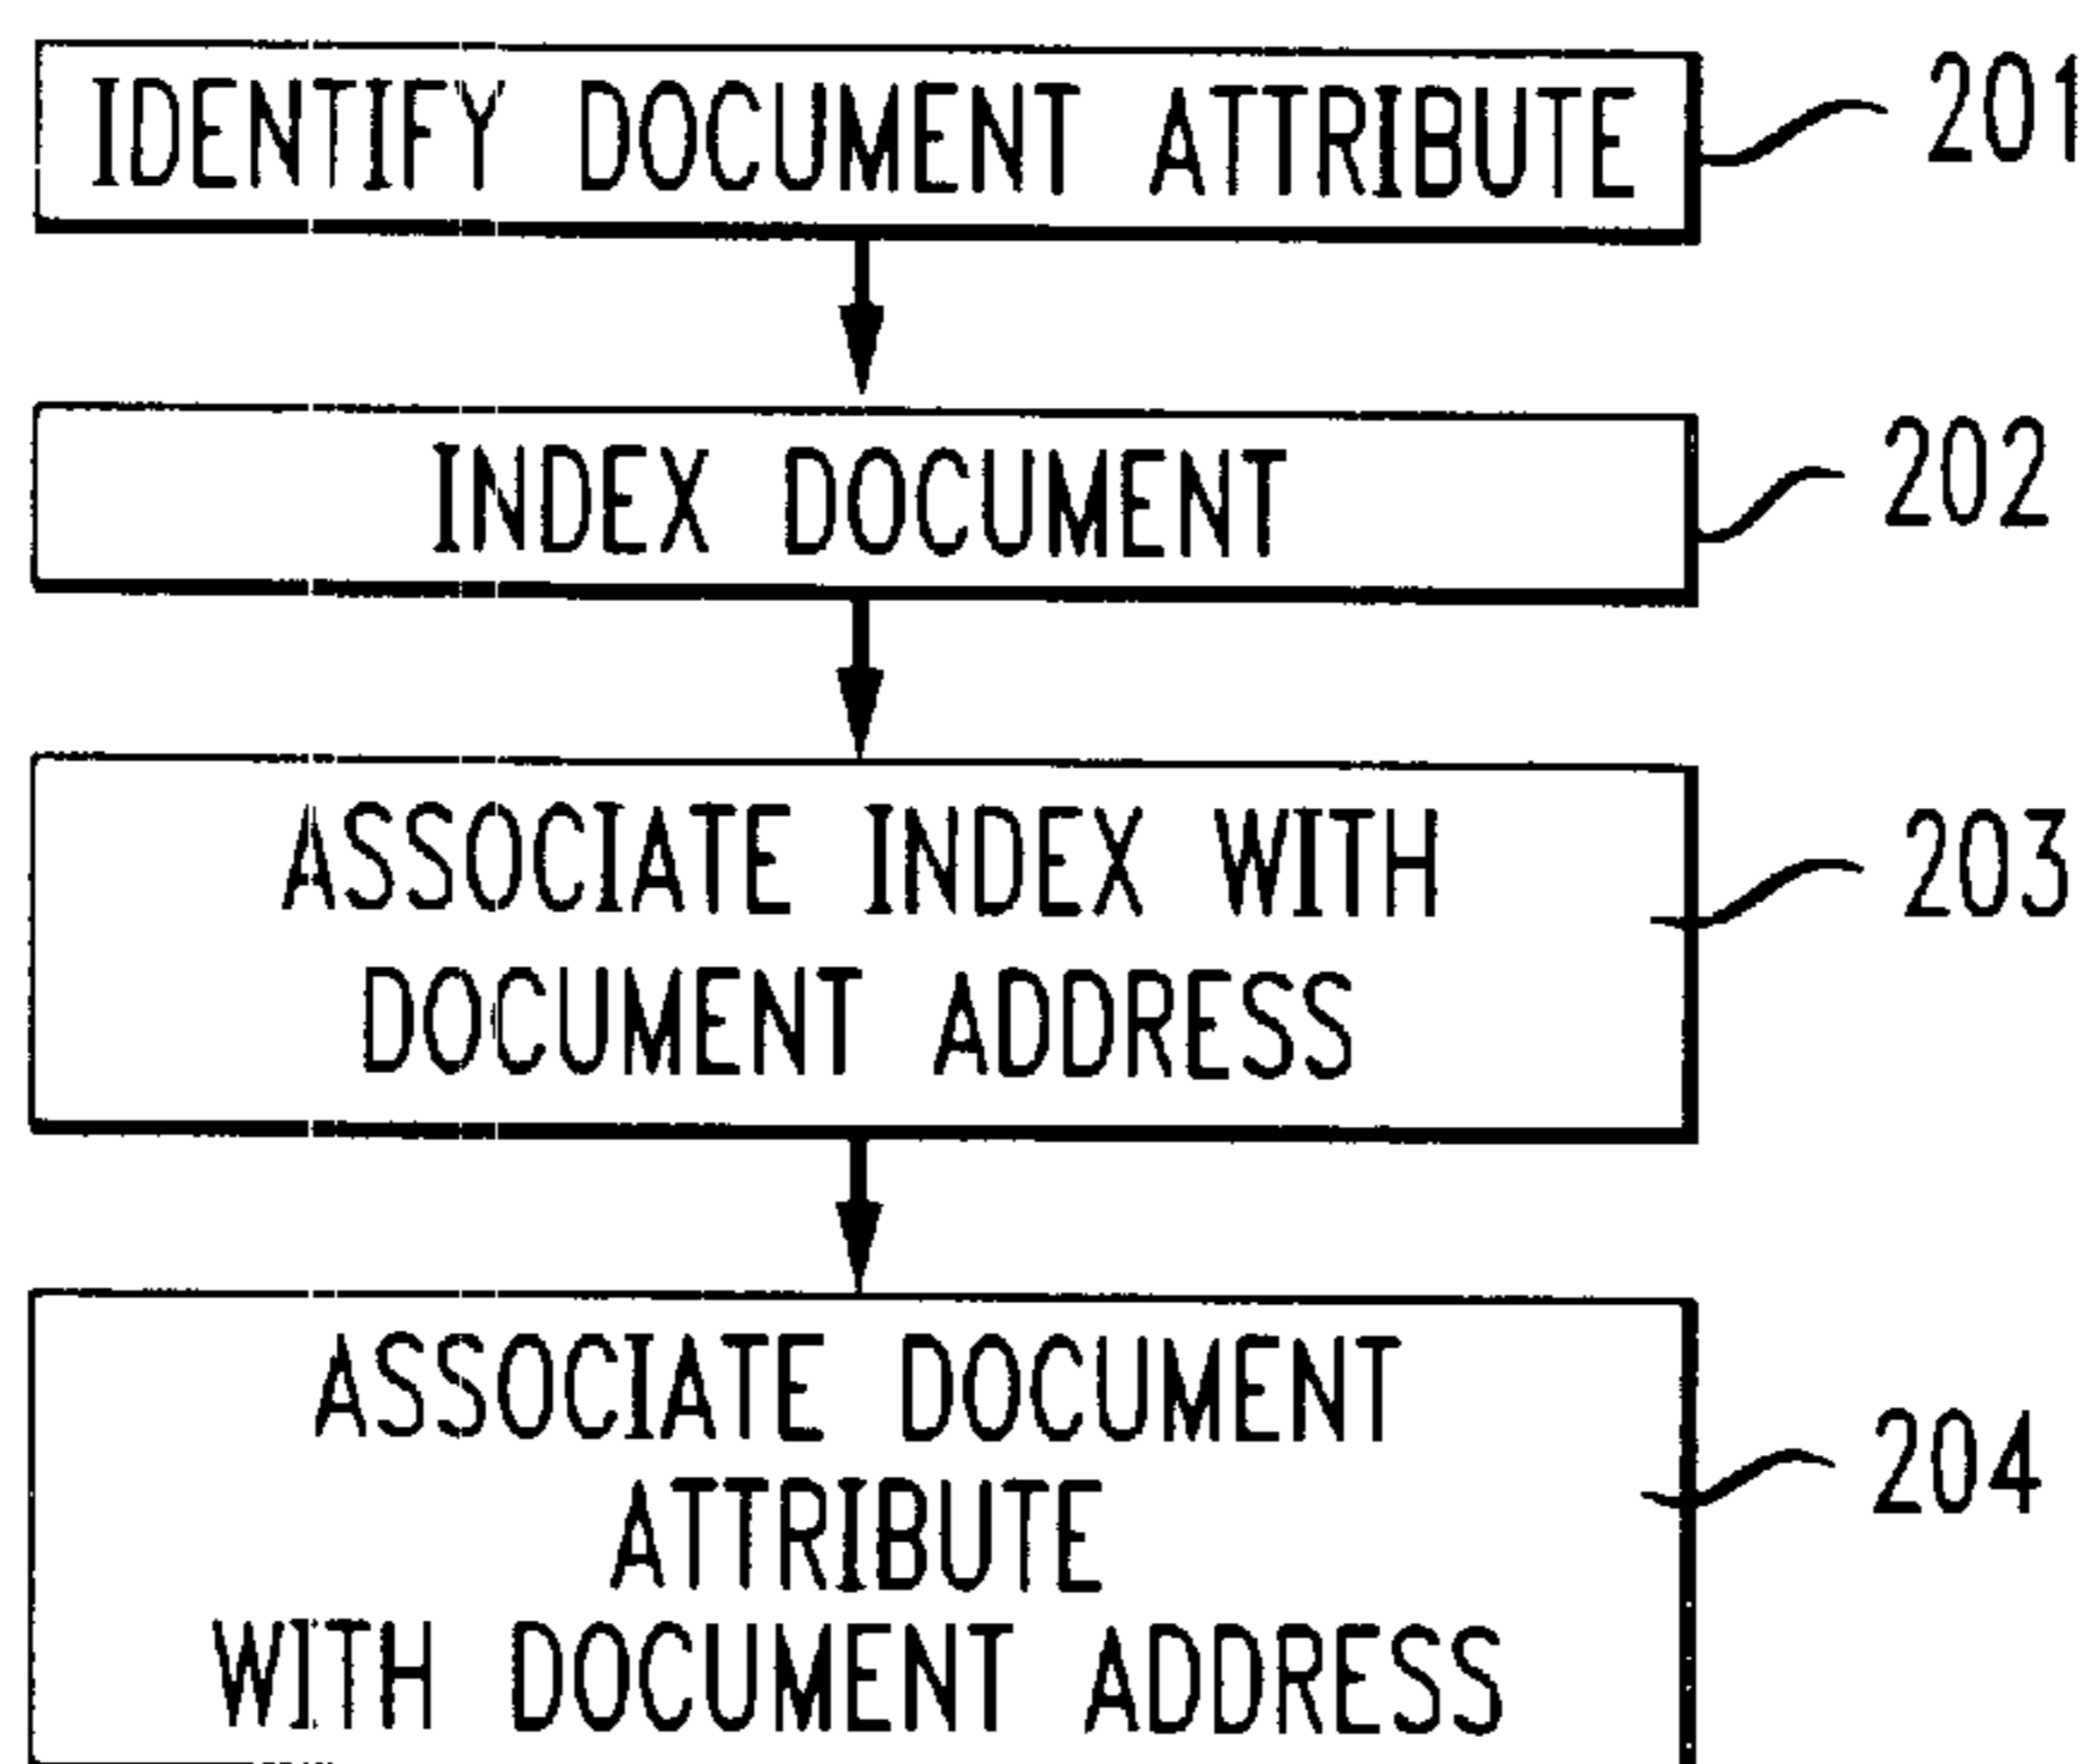 IDENTIFY DOCUMENT ATTRIBUTE
201
INDEX DOCUMENT
202
ASSOCIATE INDEX WITH
DOCUMENT ADDRESS
203
ASSOCIATE DOCUMENT
ATTRIBUTE
WITH DOCUMENT ADDRESS
204